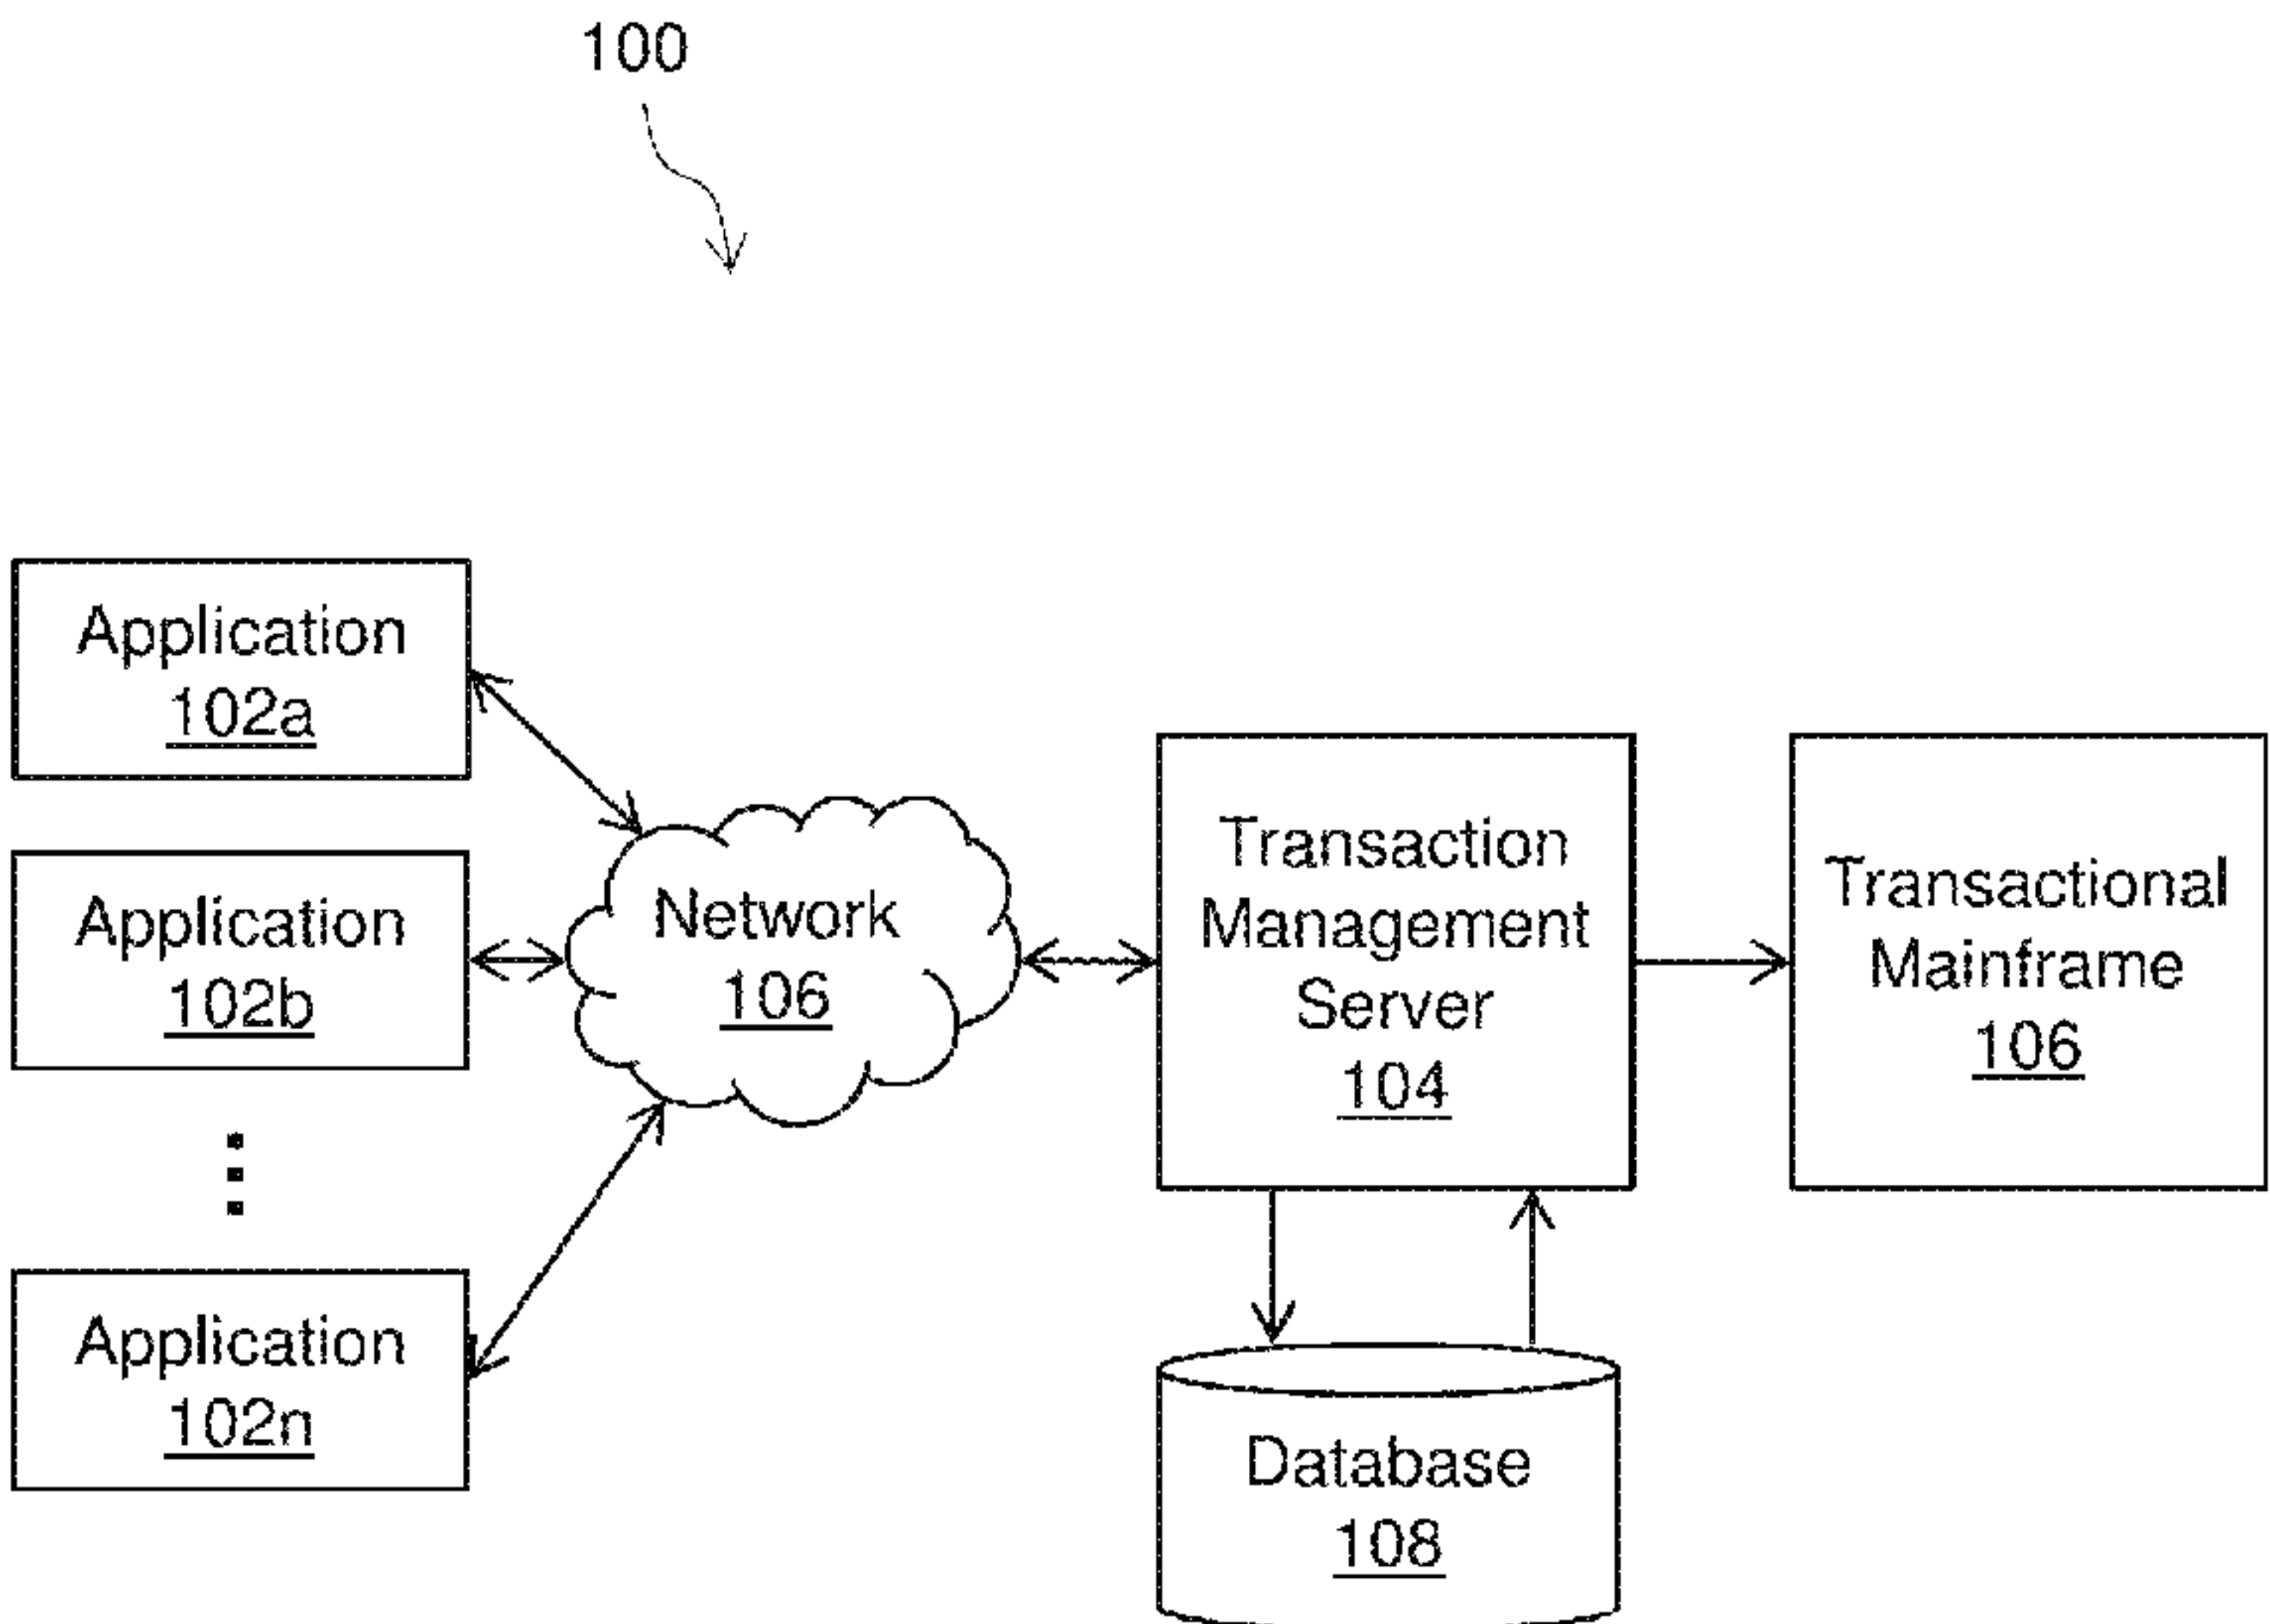 100
Application
102a
Application
102b
Application
102n
Network
106
Transaction
Management
Server
104
Transactional
Mainframe
106
Database
108